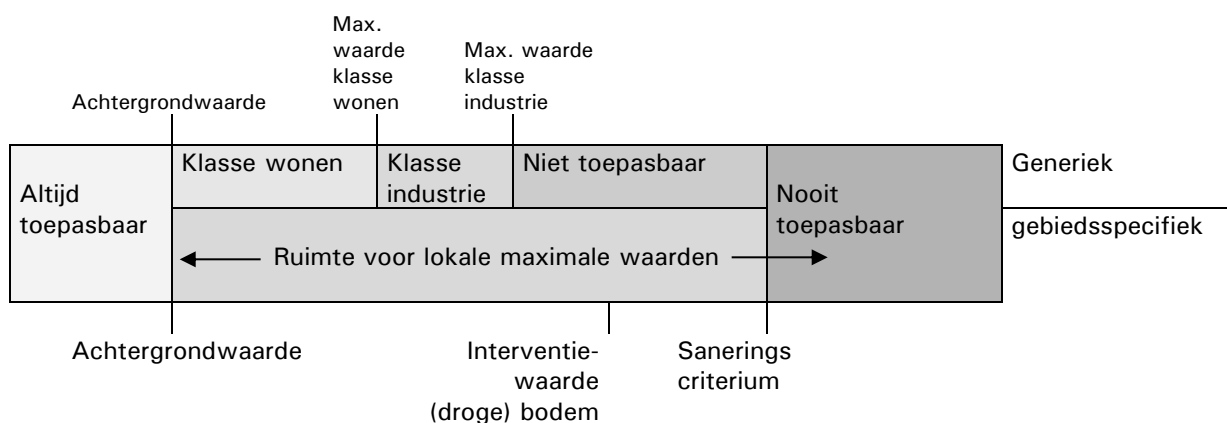 Max.
waarde
klasse
wonen
Max. waarde
klasse
industrie
Achtergrondwaarde
Altijd
toepasbaar
Klasse wonen
Klasse
industrie
Niet toepasbaar
Nooit
toepasbaar
Generiek
gebiedsspecifiek
Ruimte voor lokale maximale waarden
Achtergrondwaarde
Interventie-
waarde
(droge) bodem
Sanerings
criterium